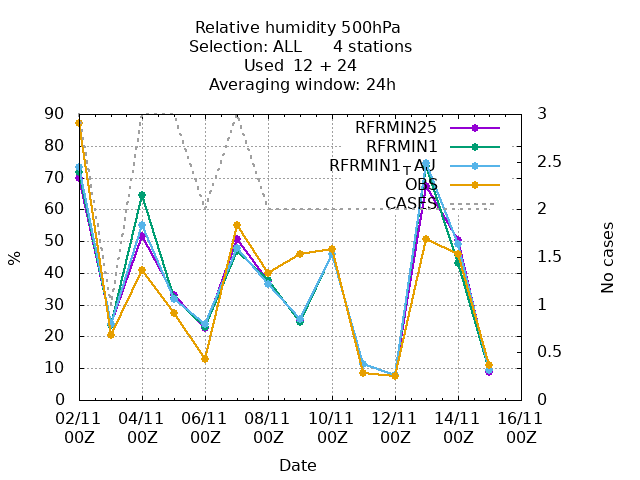 Relative humidity 500hPa
Selection: ALL      4 stations
Used  12 + 24
Averaging window: 24h
90
80
70
60
50
40
30
20
10
0
%
3
2.5
2
1.5
1
0.5
0
No cases
RFRMIN25
RFRMIN1
RFRMIN1_AU
OBS
CASES
02/11 04/11 06/11 08/11 10/11 12/11 14/11 16/11
00Z 00Z 00Z 00Z 00Z 00Z 00Z 00Z
Date